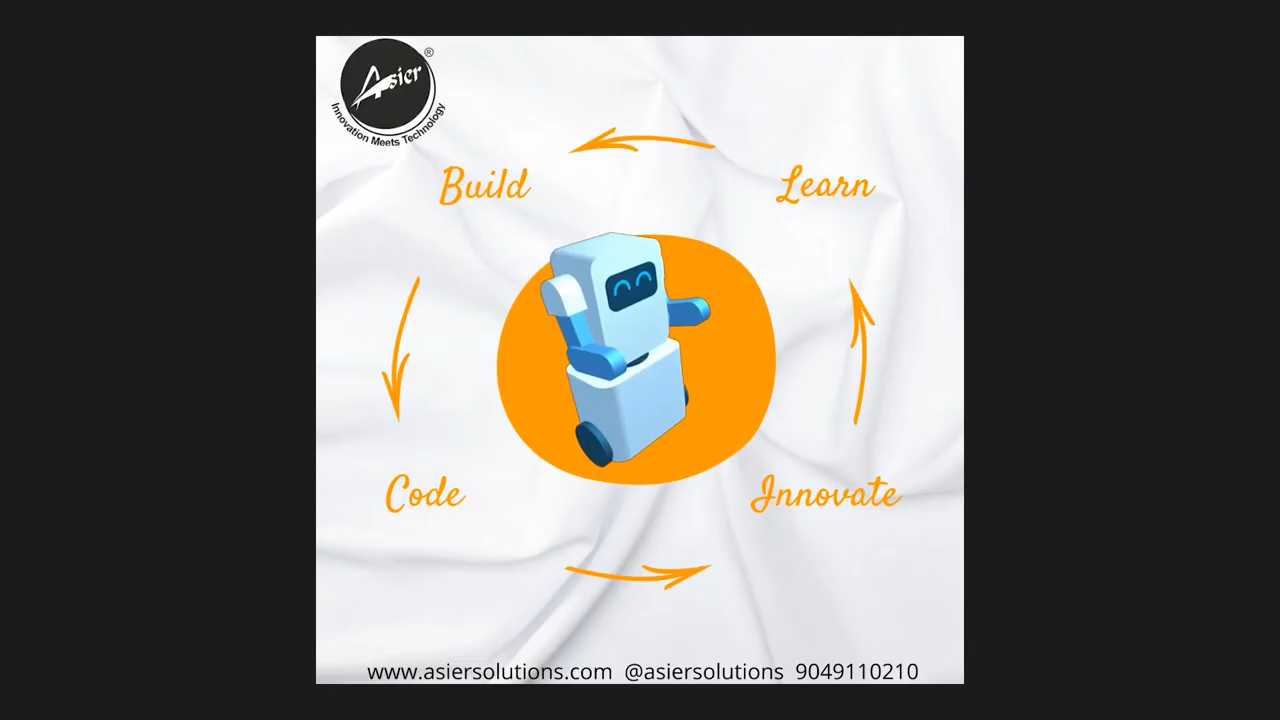 Asier
®
Innovation Meets Technology
Build
Learn
Code
Innovate
www.asiersolutions.com @asiersolutions 9049110210